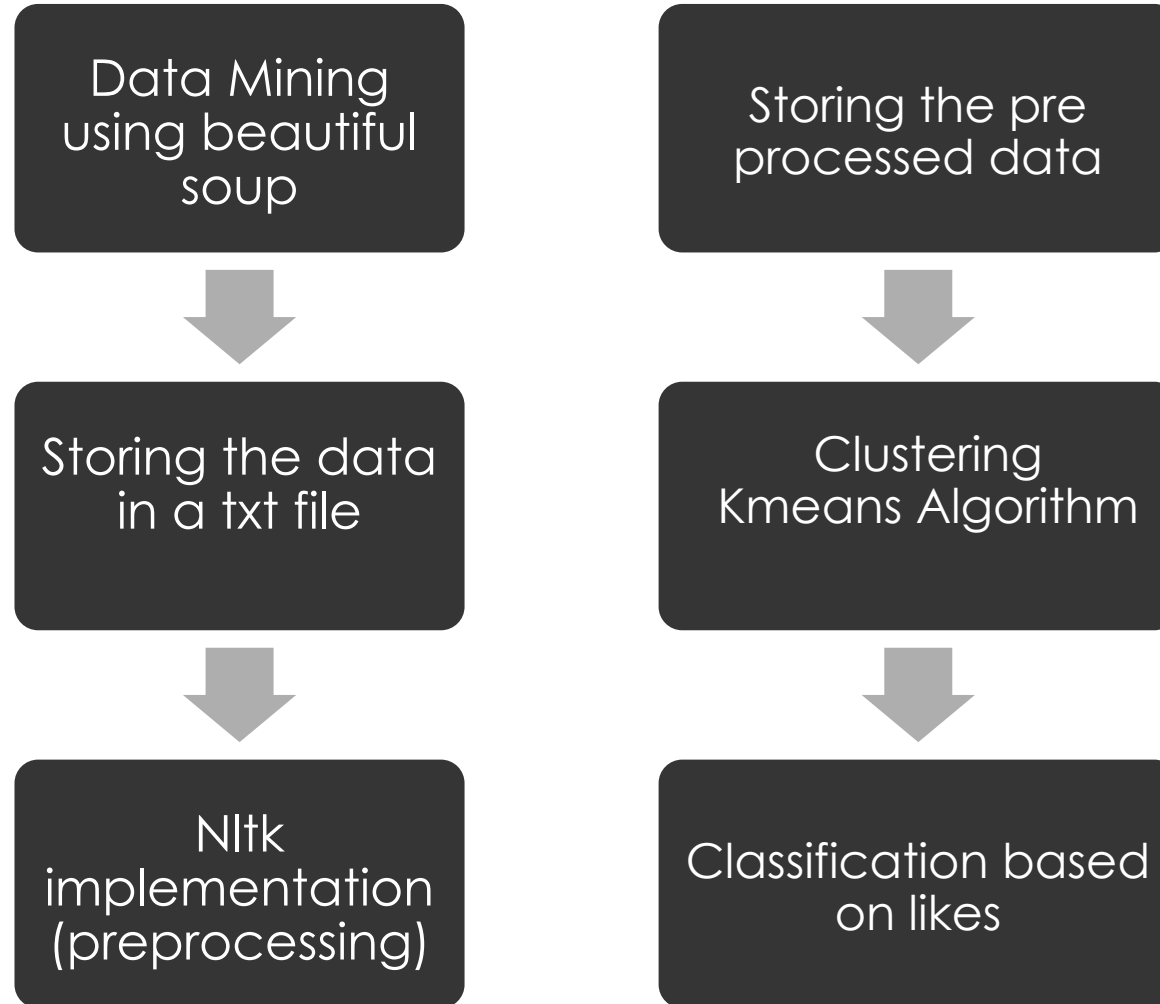 Data Mining
using beautiful
soup
Storing the data
in a txt file
Nltk
implementation
(preprocessing)
Storing the pre
processed data
Clustering
Kmeans Algorithm
Classification based
on likes